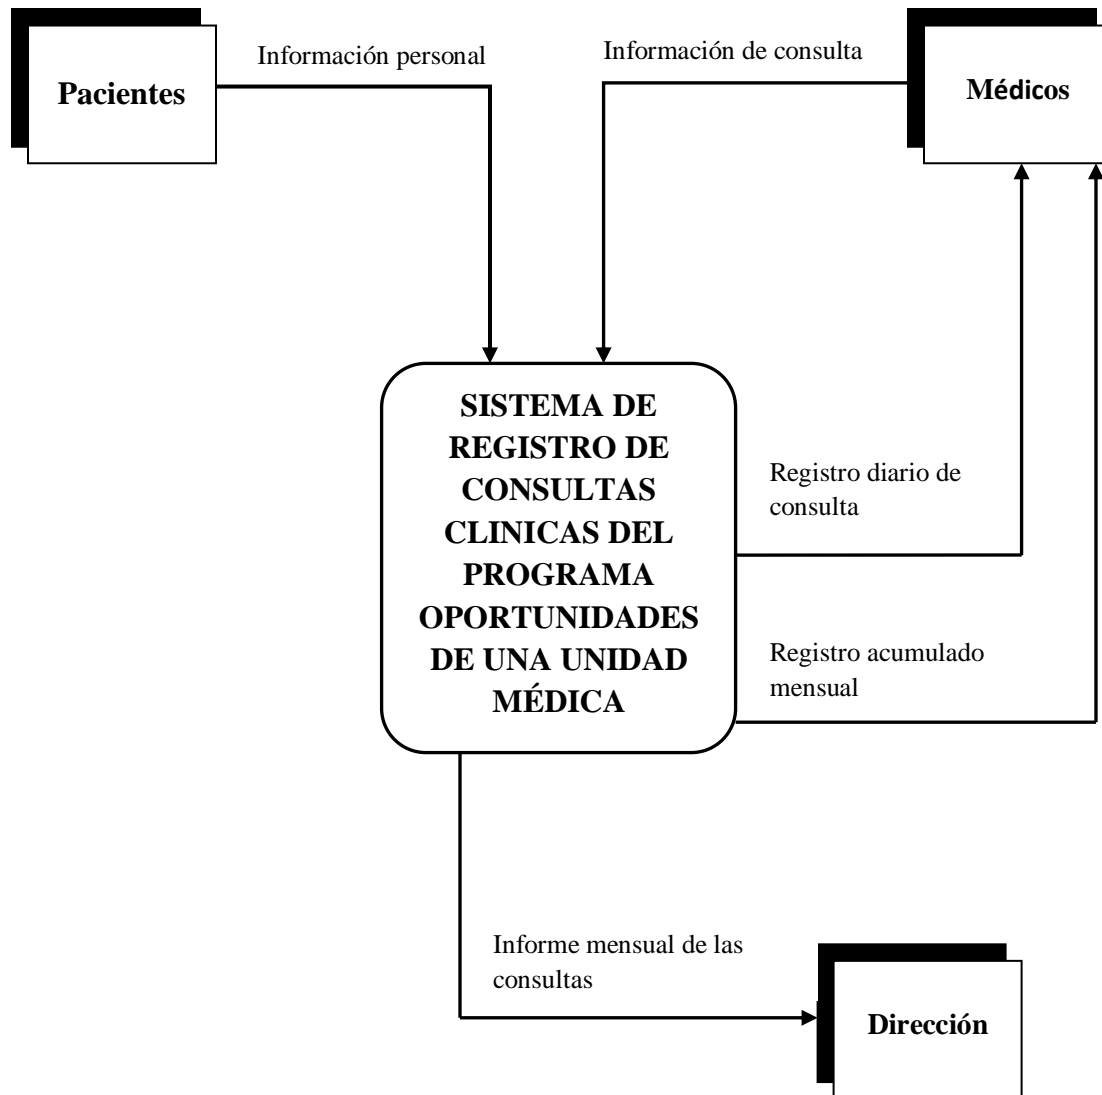 Información personal
Información de consulta
Pacientes
Médicos
SISTEMA DE
REGISTRO DE
CONSULTAS
CLINICAS DEL
PROGRAMA
OPORTUNIDADES
DE UNA UNIDAD
MÉDICA
Registro diario de
consulta
Registro acumulado
mensual
Informe mensual de las
consultas
Dirección